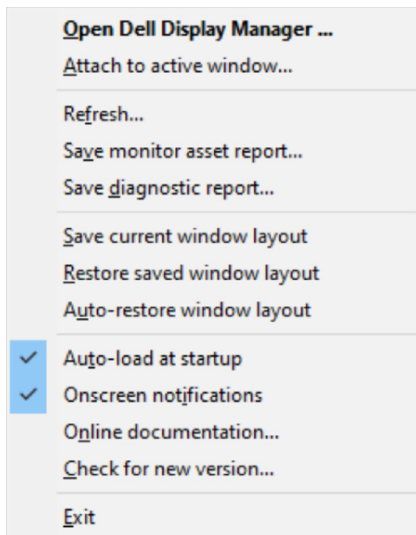 Open Dell Display Manager ...
Attach to active window...
Refresh...
Save monitor asset report...
Save diagnostic report...
Save current window layout
Restore saved window layout
Auto-restore window layout
Auto-load at startup
Onscreen notifications
Online documentation...
Check for new version...
Exit